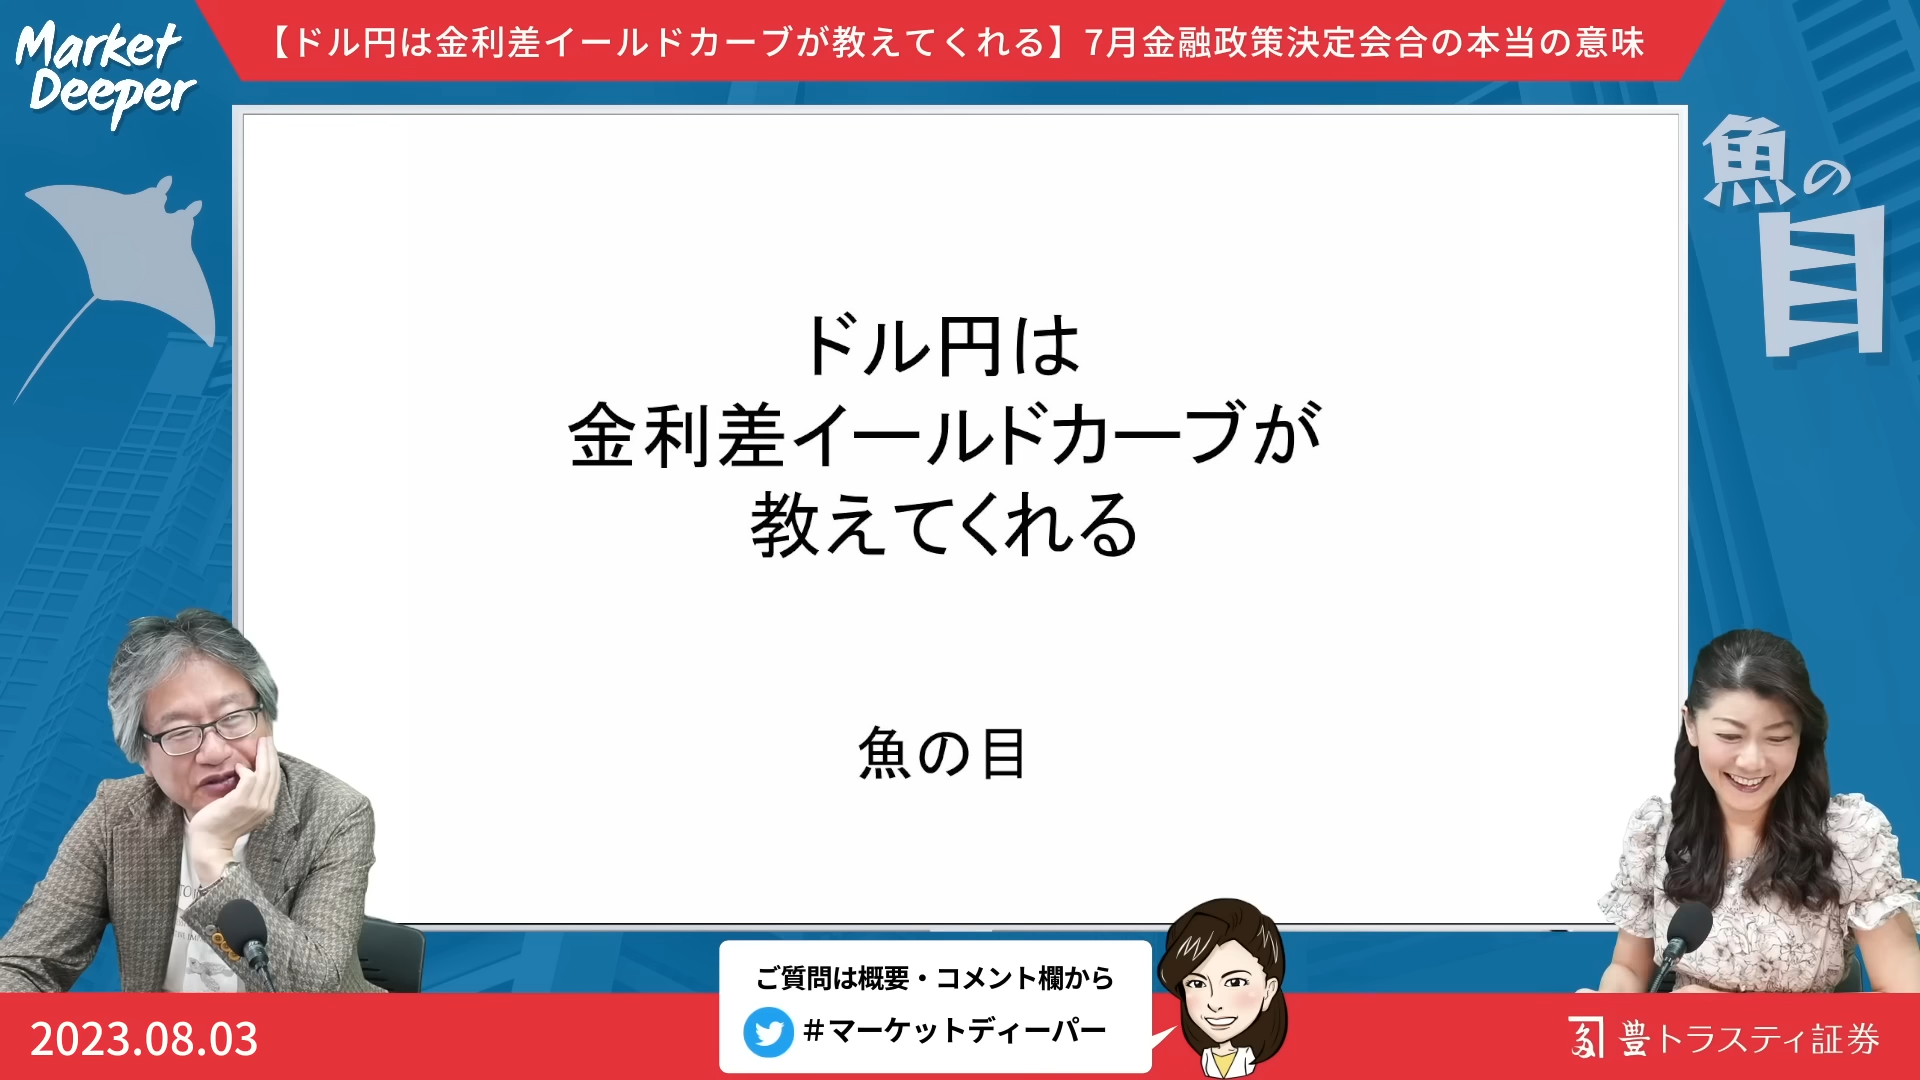 Market
Deeper
【ドル円は金利差イールドカーブが教えてくれる】7月金融政策決定会合の本当の意味
魚の
目
ドル円は
金利差イールドカーブが
教えてくれる
魚の目
ご質問は概要・コメント欄から
#マーケットディーパー
2023.08.03
豊トラスティ証券